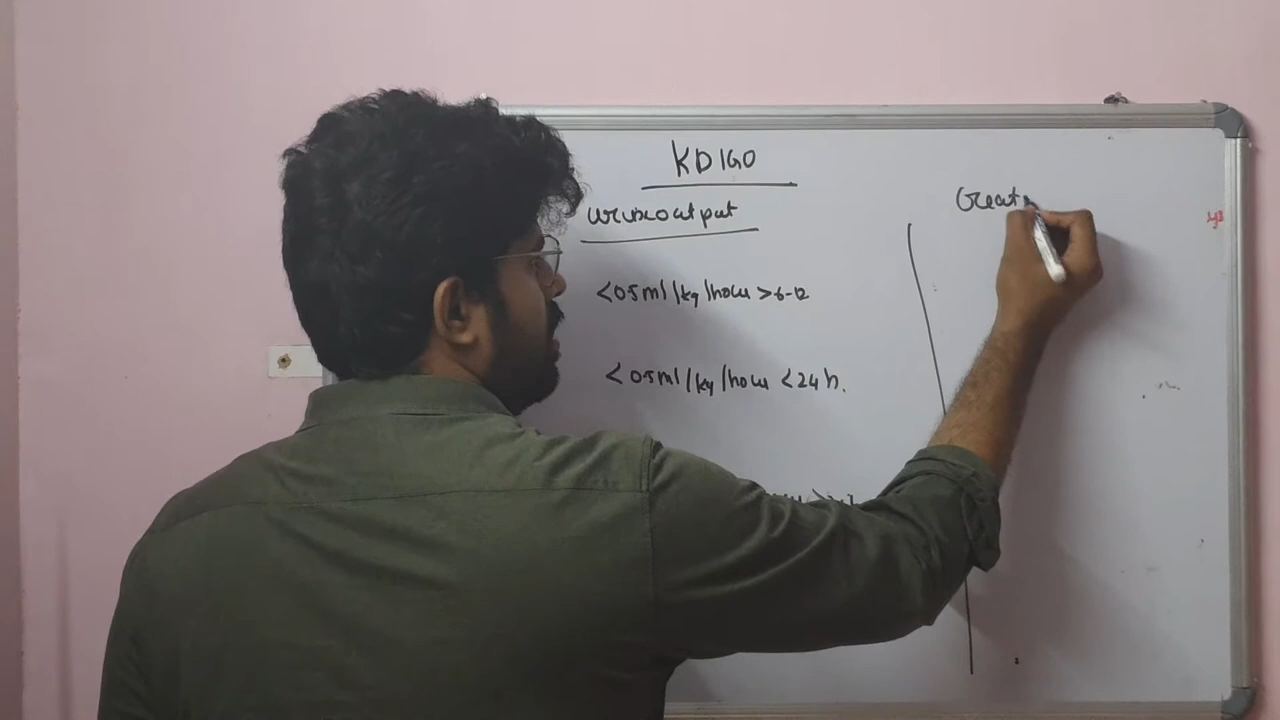 KDIGO
urine output
Creat
<0.5ml/kg/hour >6-12
<0.5ml/kg/hour <24h.